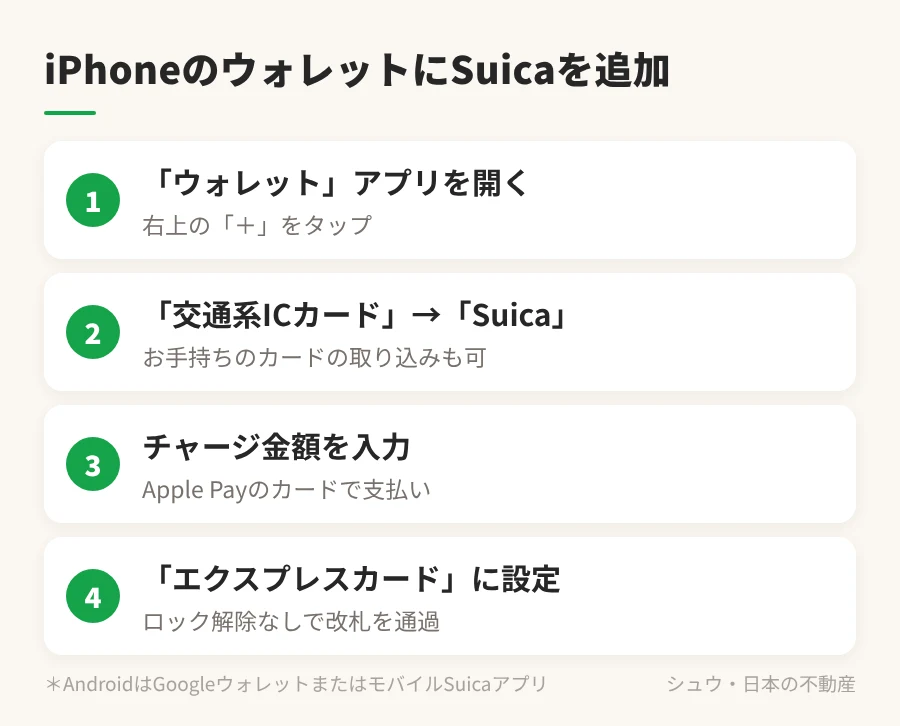 iPhoneのウォレットにSuicaを追加
1
「ウォレット」アプリを開く
右上の「＋」をタップ
2
「交通系ICカード」→「Suica」
お手持ちのカードの取り込みも可
3
チャージ金額を入力
Apple Payのカードで支払い
4
「エクスプレスカード」に設定
ロック解除なしで改札を通過
＊AndroidはGoogleウォレットまたはモバイルSuicaアプリ
シュウ・日本の不動産